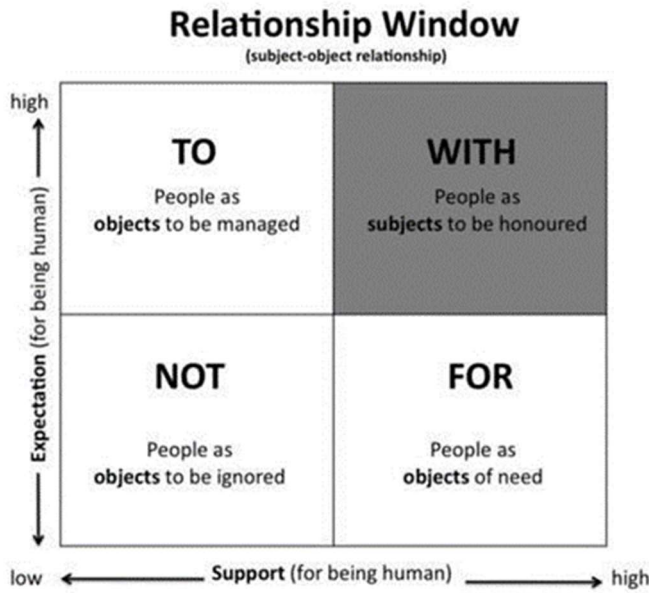 Relationship Window
(subject-object relationship)
high
TO
People as
objects to be managed
WITH
People as
subjects to be honoured
Expectation (for being human)
NOT
People as
objects to be ignored
FOR
People as
objects of need
low
Support (for being human)
high